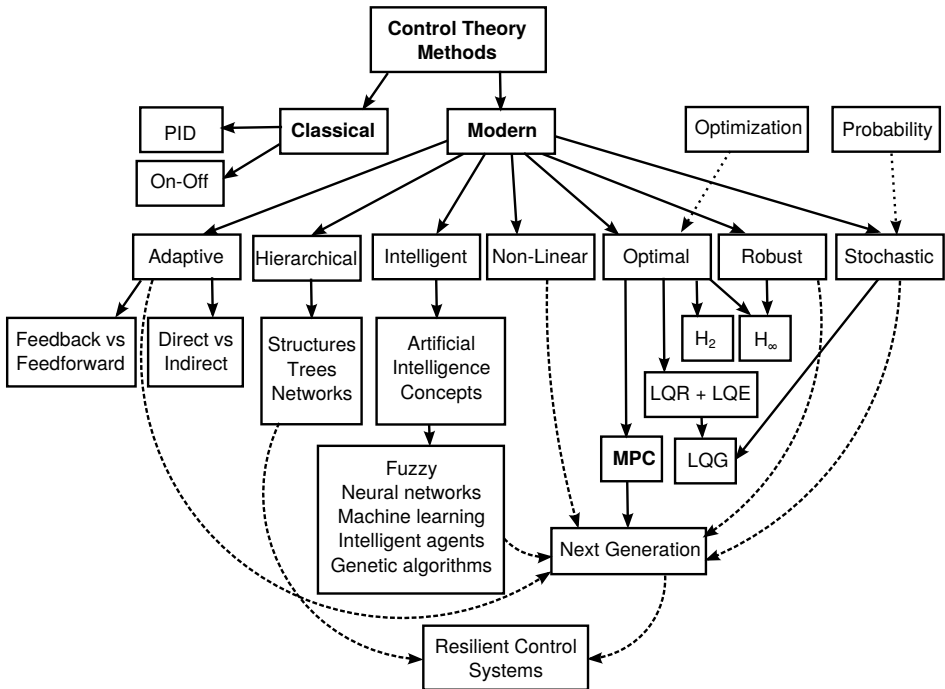 Control Theory
Methods
PID
Classical
Modern
Optimization
Probability
On-Off
Adaptive
Hierarchical
Intelligent
Non-Linear
Optimal
Robust
Stochastic
Feedback vs
Feedforward
Direct vs
Indirect
Structures
Trees
Networks
Artificial
Intelligence
Concepts
H₂
H∞
LQR + LQE
MPC
LQG
Fuzzy
Neural networks
Machine learning
Intelligent agents
Genetic algorithms
Next Generation
Resilient Control
Systems